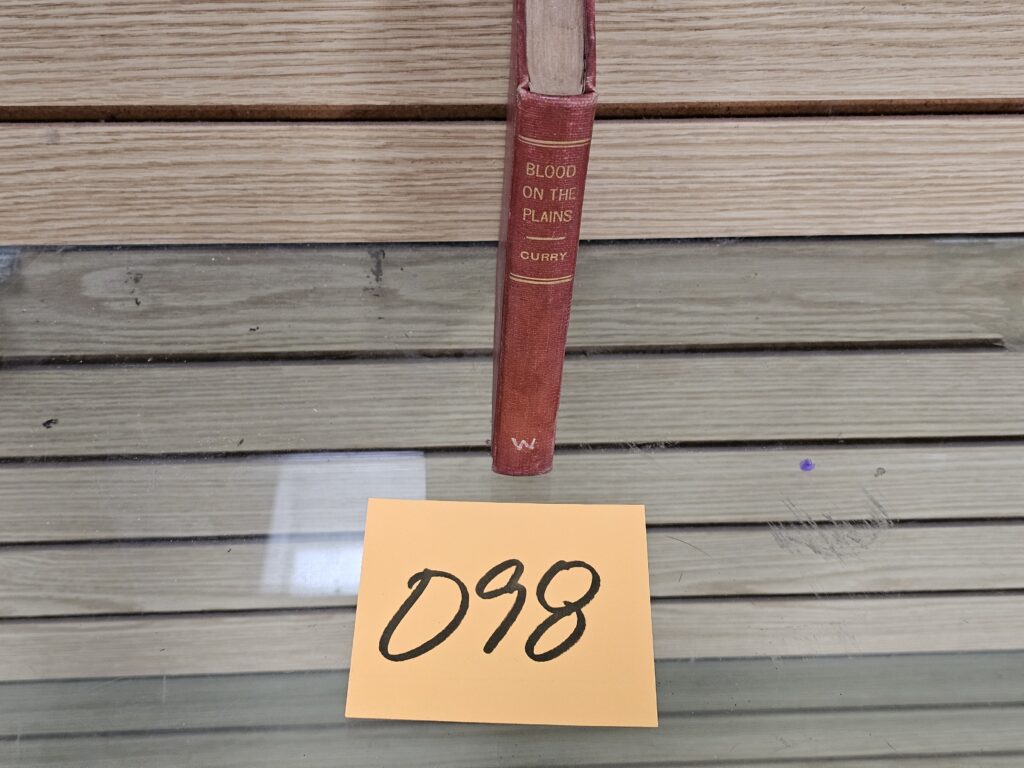 BLOOD
ON THE
PLAINS
CURRY
W
098